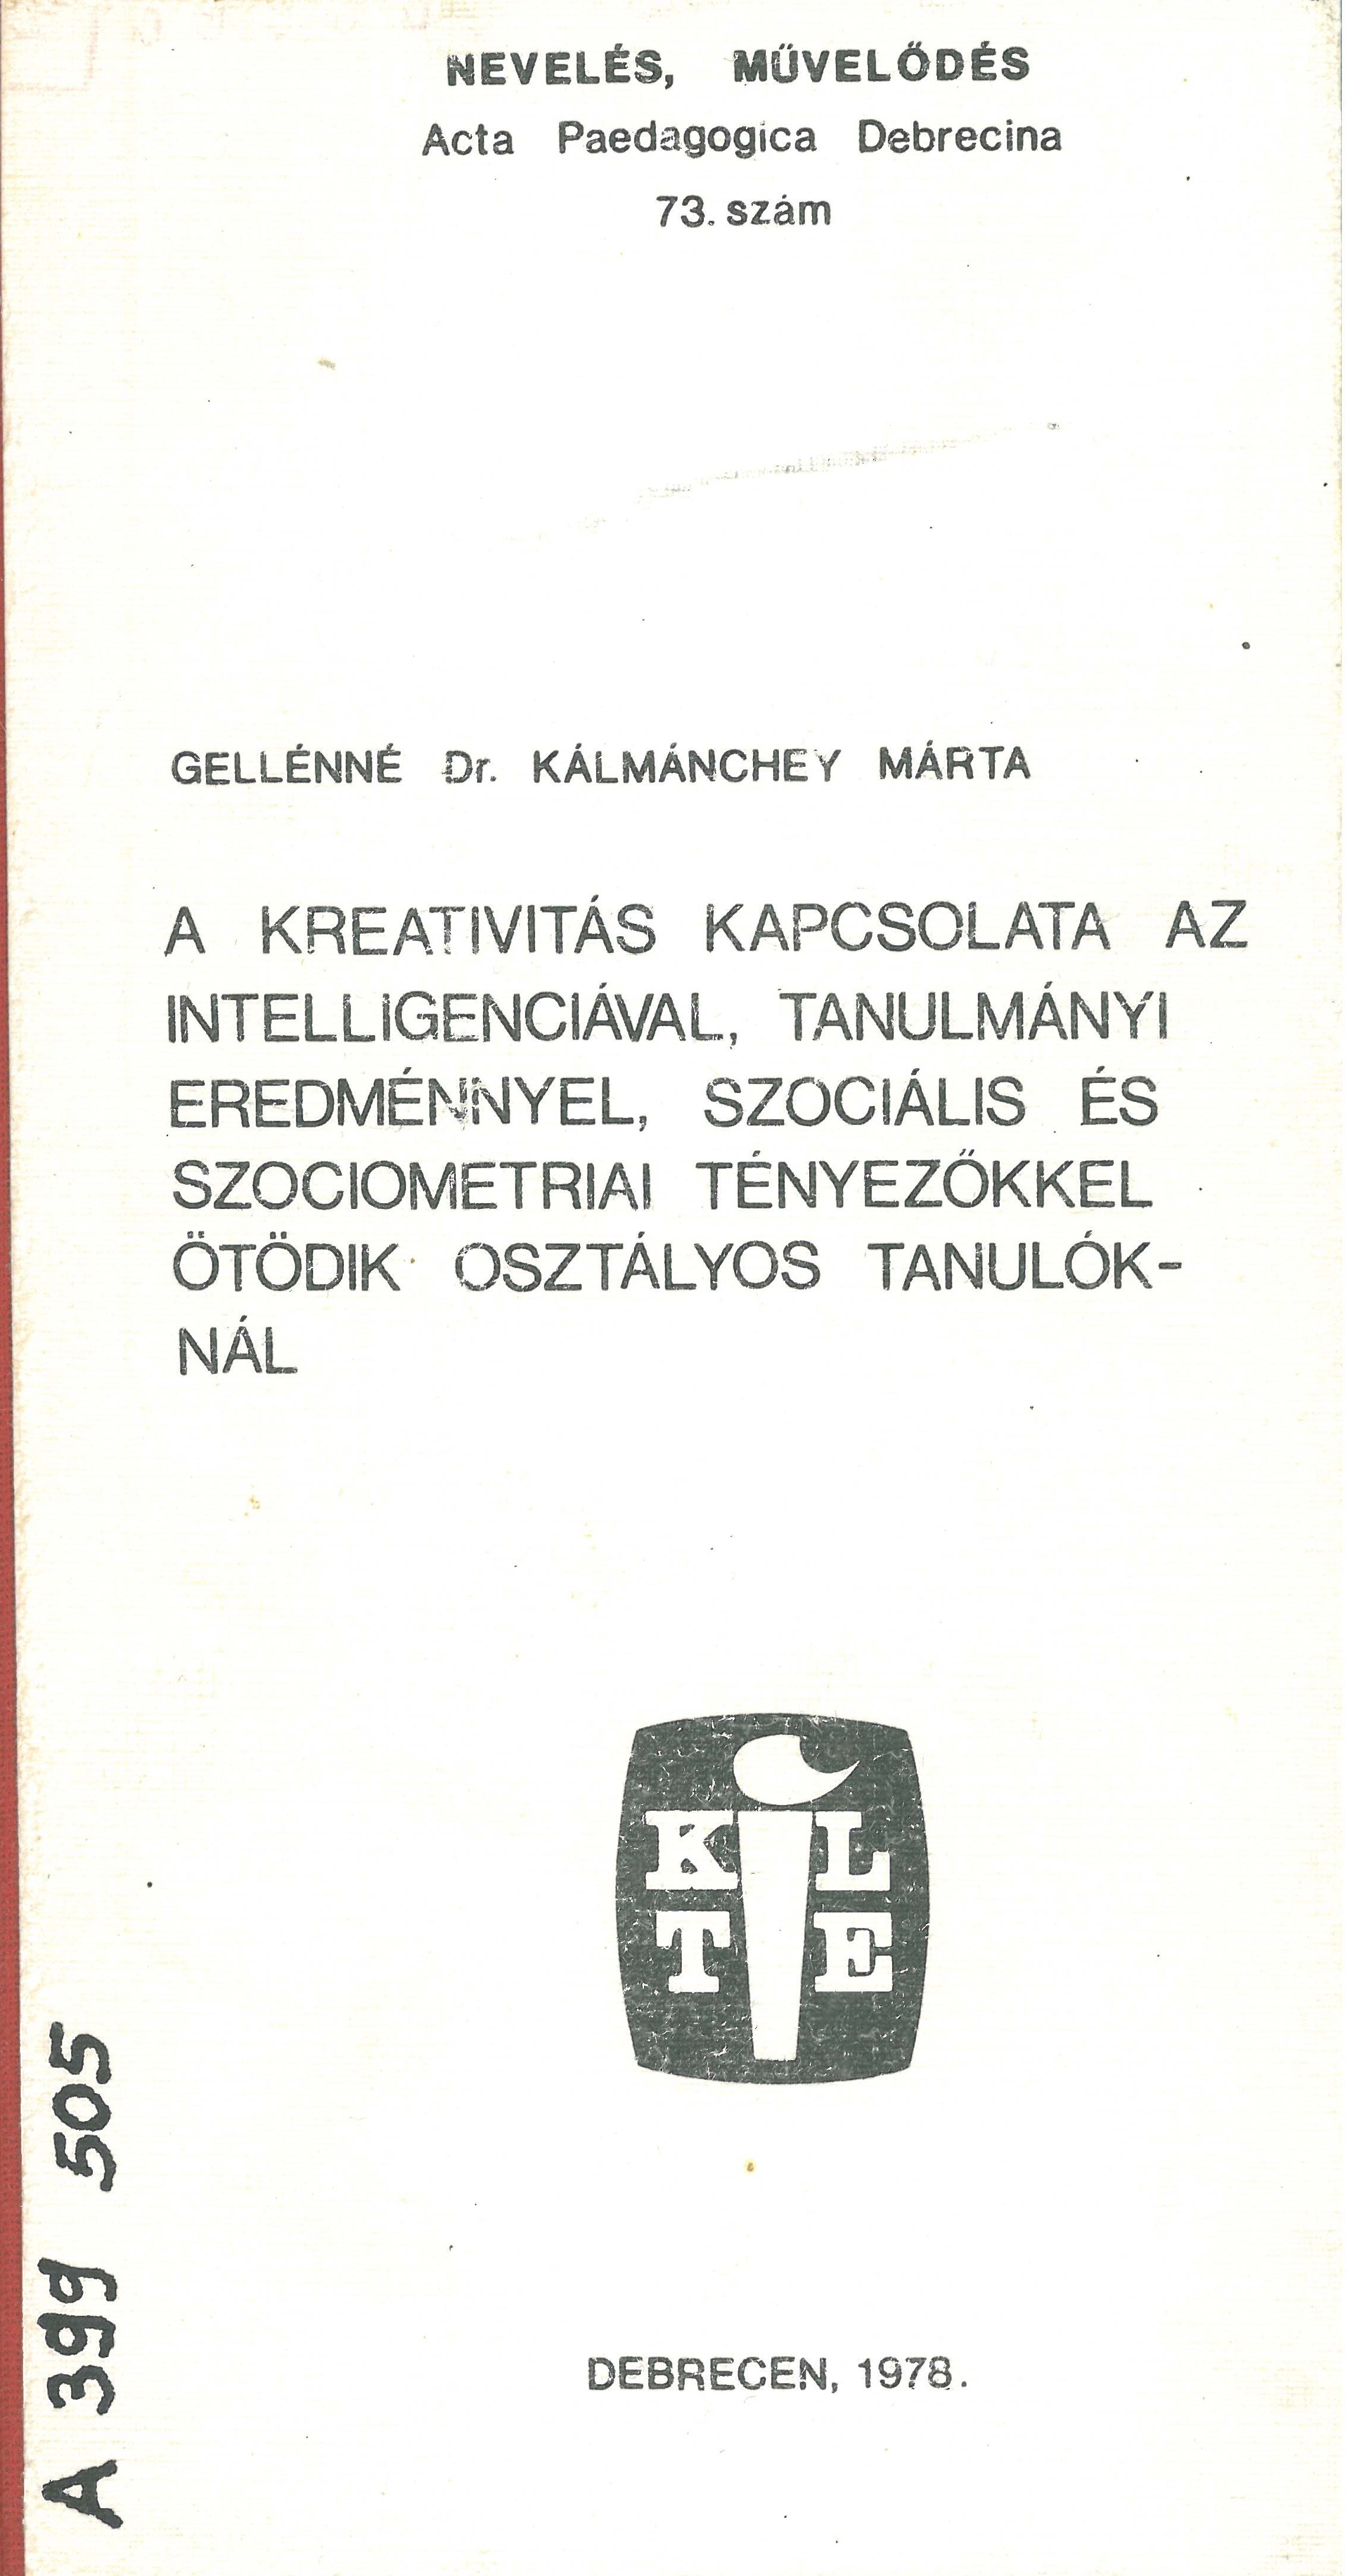 NEVELÉS, MŰVELŐDÉS
Acta Paedagogica Debrecina
73. szám
GELLÉNNÉ Dr. KÁLMÁNCHEY MÁRTA
A KREATIVITÁS KAPCSOLATA AZ
INTELLIGENCIÁVAL, TANULMÁNYI
EREDMÉNNYEL, SZOCIÁLIS ÉS
SZOCIOMETRIAI TÉNYEZŐKKEL
ÖTÖDIK OSZTÁLYOS TANULÓK-
NÁL
K L
T E
DEBRECEN, 1978.
A 399 505